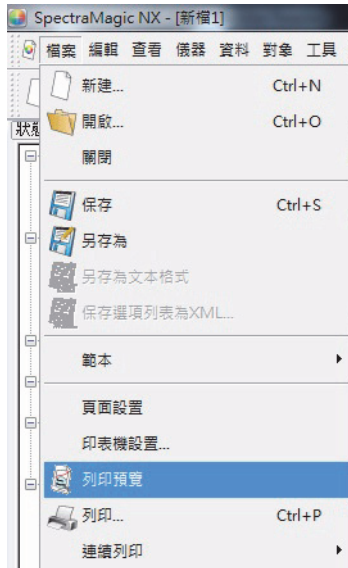 SpectraMagic NX - [新檔1]
檔案 編輯 查看 儀器 資料 對象 工具
新建... Ctrl+N
開啟... Ctrl+O
狀態
關閉
保存 Ctrl+S
另存為
另存為文本格式
保存選項列表為XML...
範本
頁面設置
印表機設置...
列印預覽
列印... Ctrl+P
連續列印